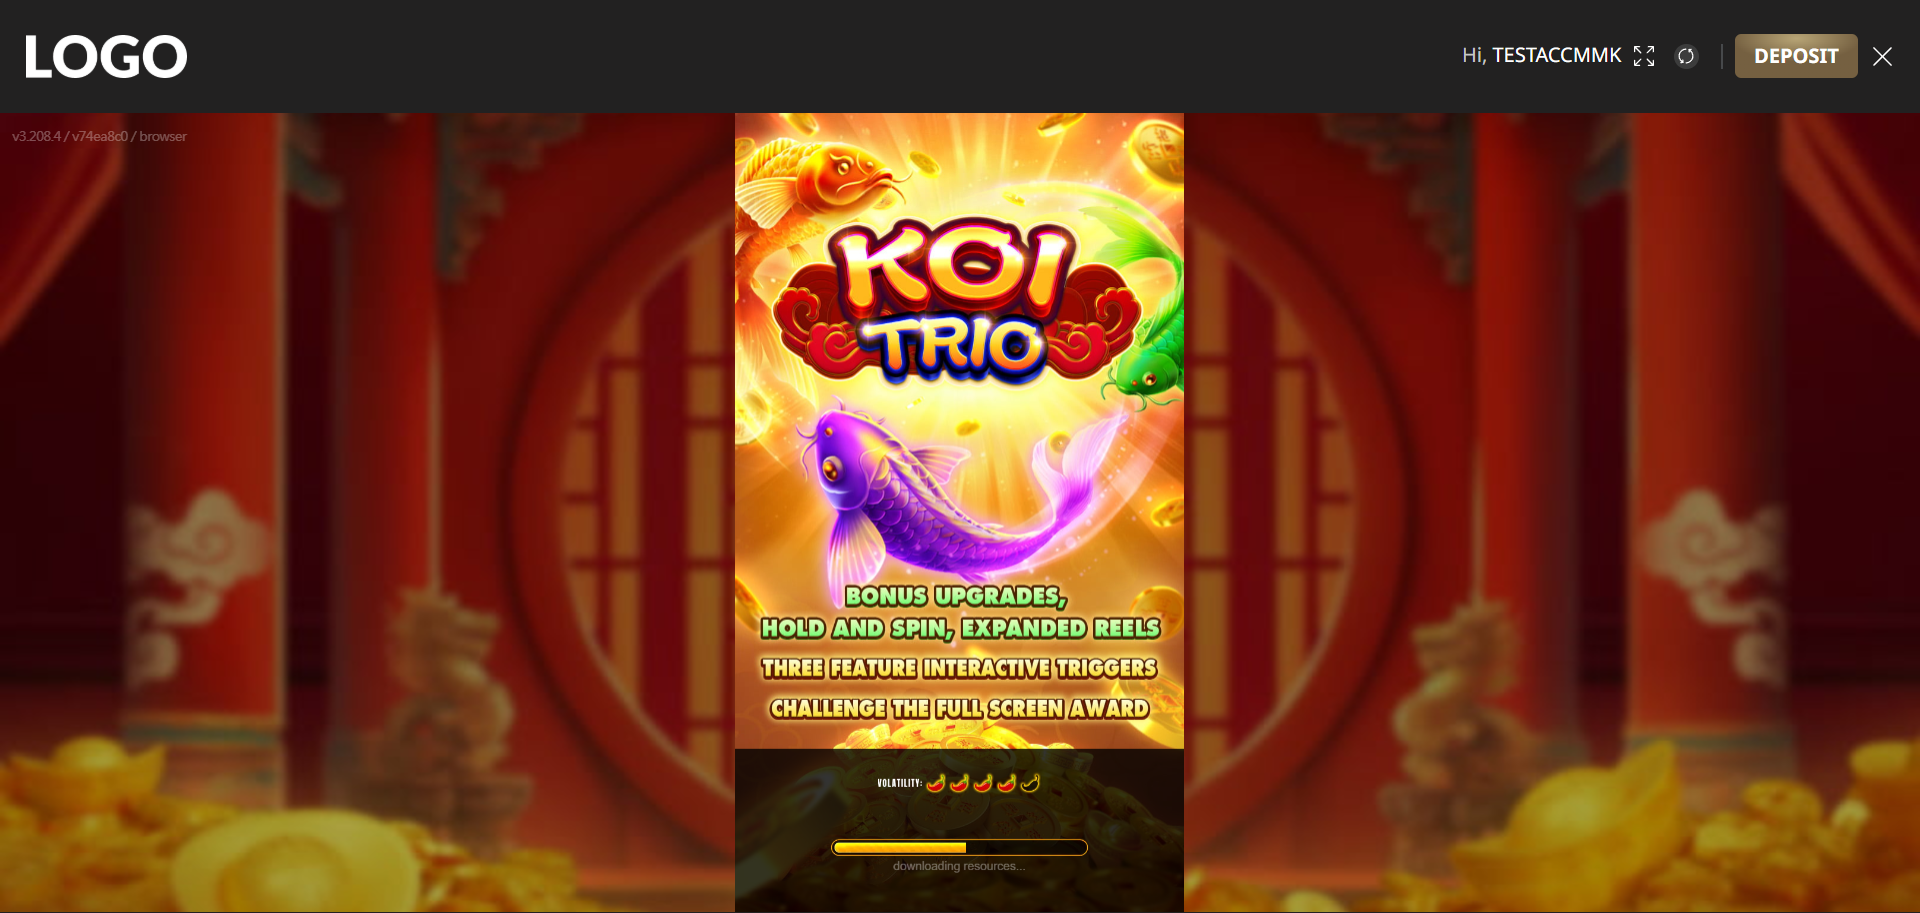 LOGO
Hi, TESTACCMMK
DEPOSIT
v3.208.4 / v74ea8c0 / browser
KOI
TRIO
BONUS UPGRADES,
HOLD AND SPIN, EXPANDED REELS
THREE FEATURE INTERACTIVE TRIGGERS
CHALLENGE THE FULL SCREEN AWARD
VOLATILITY:
downloading resources...